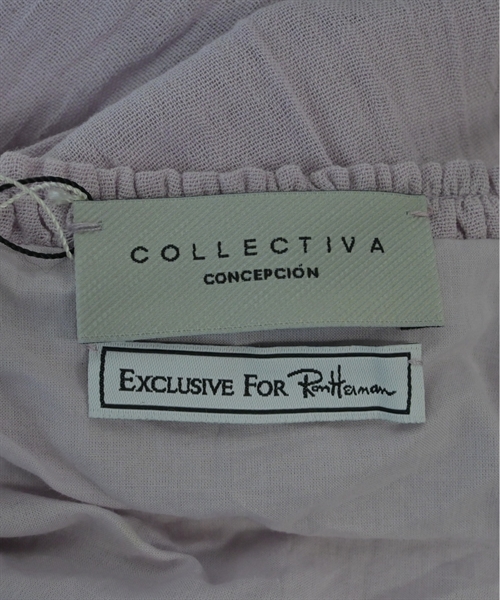 COLLECTIVA
CONCEPCIÓN
EXCLUSIVE FOR Ron Herman